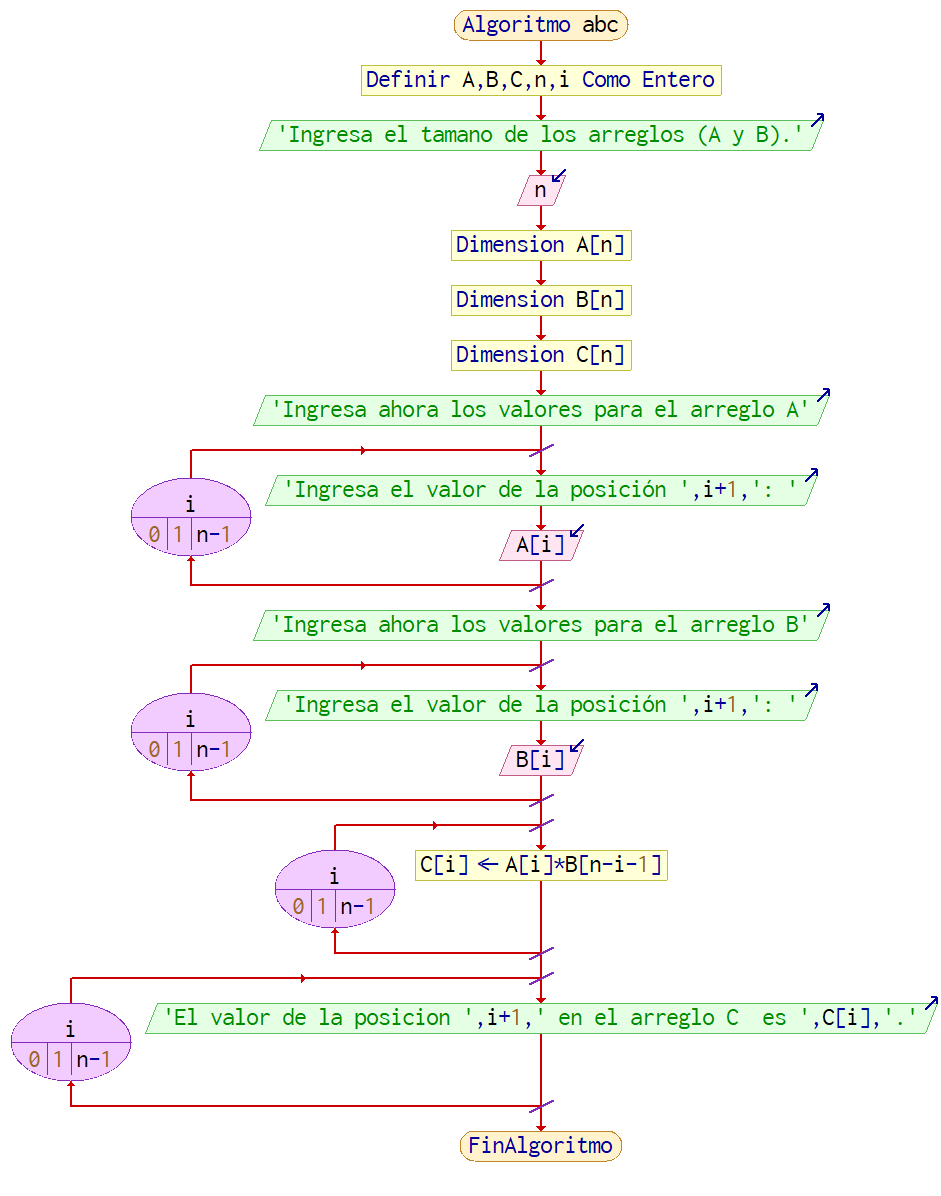 Algoritmo abc
Definir A,B,C,n,i Como Entero
'Ingresa el tamano de los arreglos (A y B).'
n
Dimension A[n]
Dimension B[n]
Dimension C[n]
'Ingresa ahora los valores para el arreglo A'
'Ingresa el valor de la posición ',i+1,': '
i
0 1 n-1
A[i]
'Ingresa ahora los valores para el arreglo B'
'Ingresa el valor de la posición ',i+1,': '
i
0 1 n-1
B[i]
C[i] ← A[i]*B[n-i-1]
i
0 1 n-1
'El valor de la posicion ',i+1,' en el arreglo C  es ',C[i],'.'
i
0 1 n-1
FinAlgoritmo